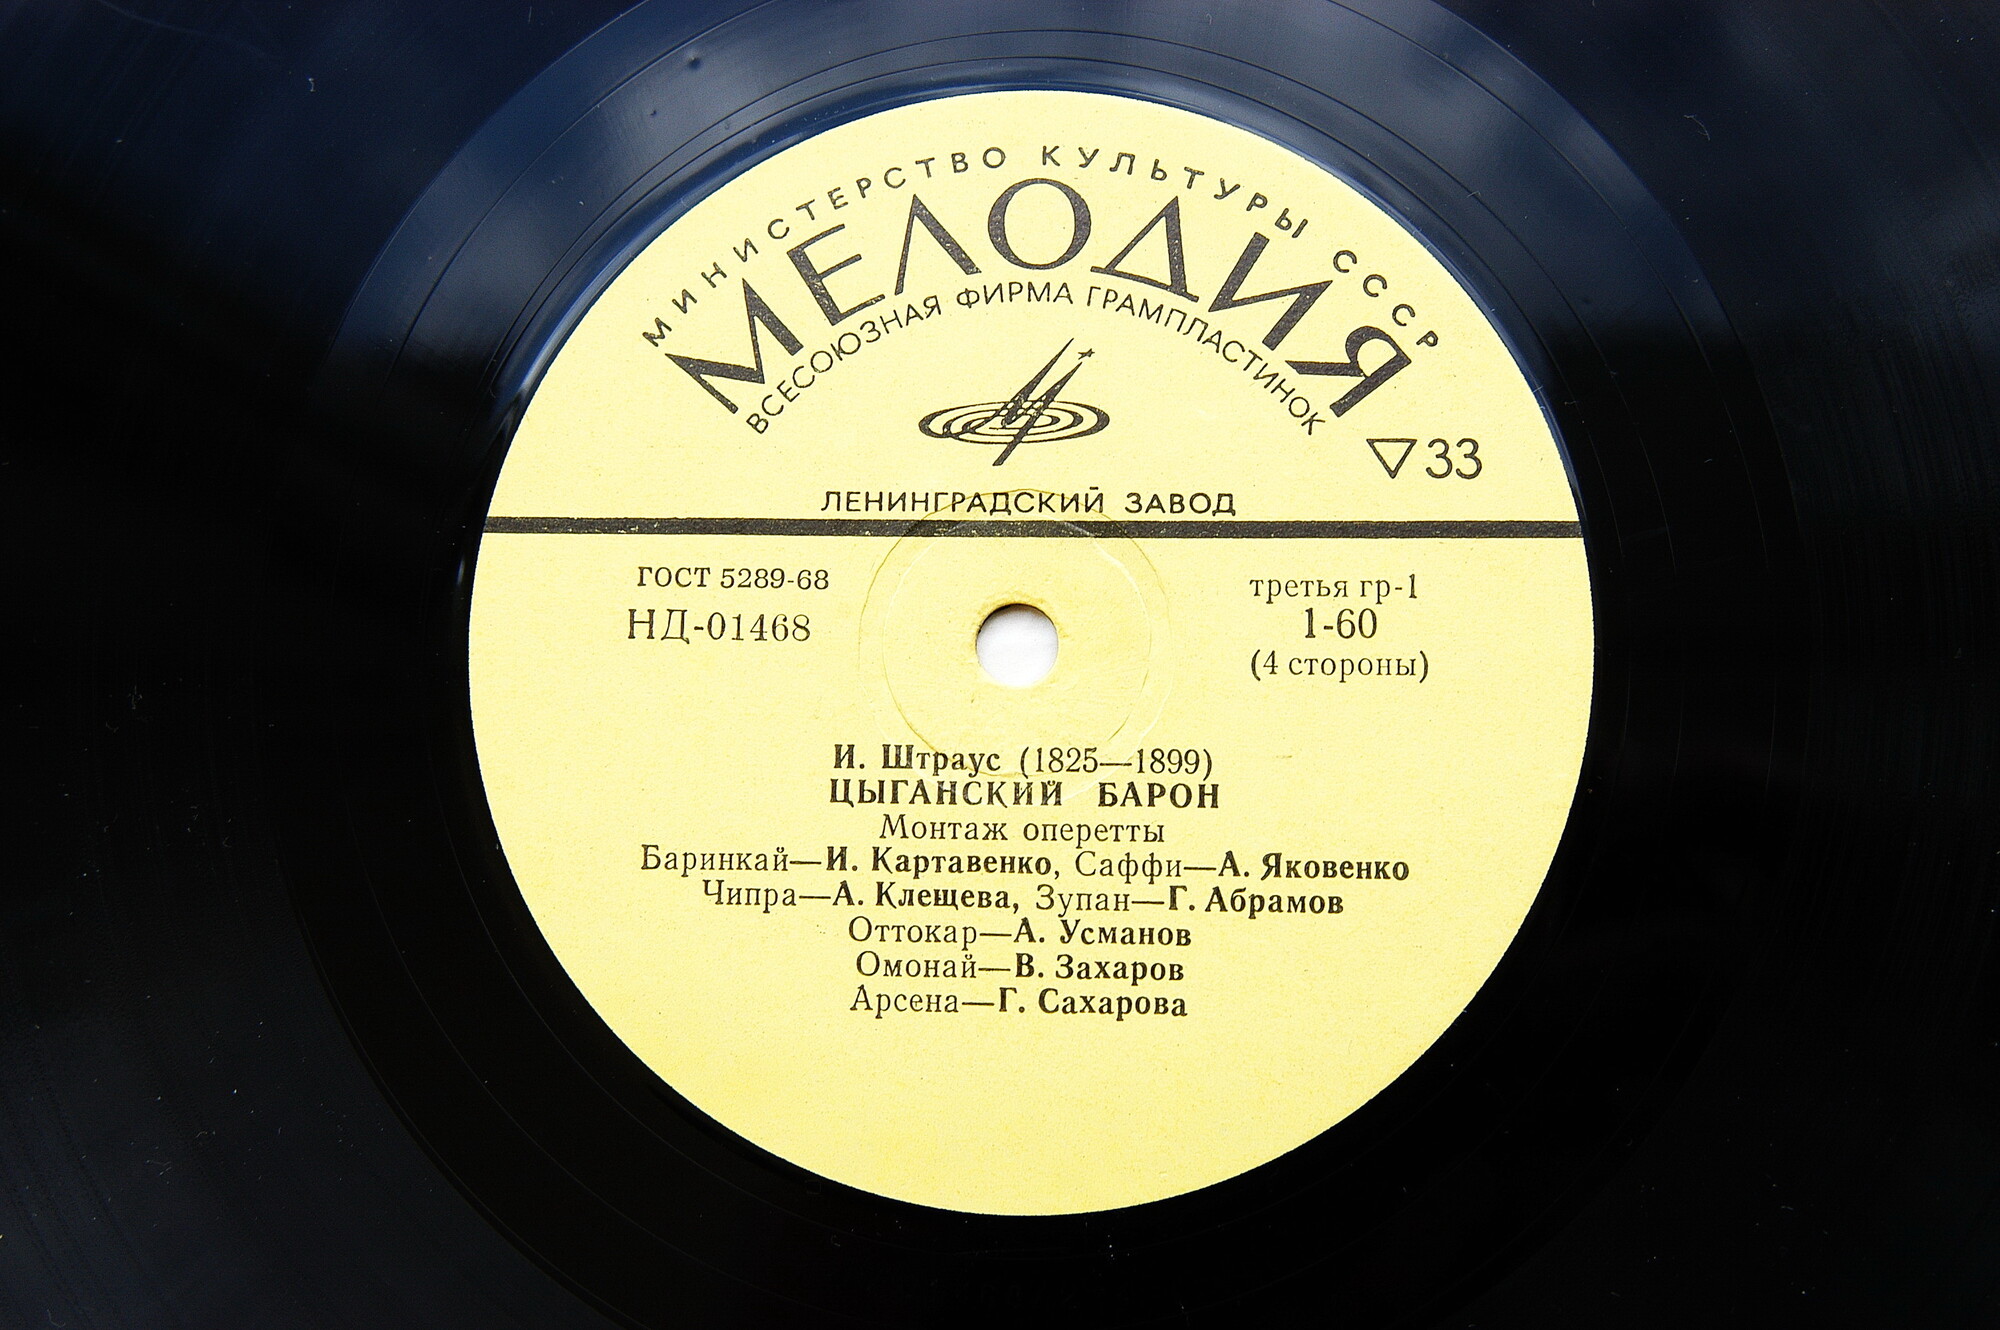 МИНИСТЕРСТВО КУЛЬТУРЫ СССР
МЕЛОДИЯ
ВСЕСОЮЗНАЯ ФИРМА ГРАМПЛАСТИНОК
▽33
ЛЕНИНГРАДСКИЙ ЗАВОД
ГОСТ 5289-68
НД-01468
третья гр-1
1-60
(4 стороны)
И. Штраус (1825—1899)
ЦЫГАНСКИЙ БАРОН
Монтаж оперетты
Баринкай—И. Картавенко, Саффи—А. Яковенко
Чипра—А. Клещева, Зупан—Г. Абрамов
Оттокар—А. Усманов
Омонай—В. Захаров
Арсена—Г. Сахарова